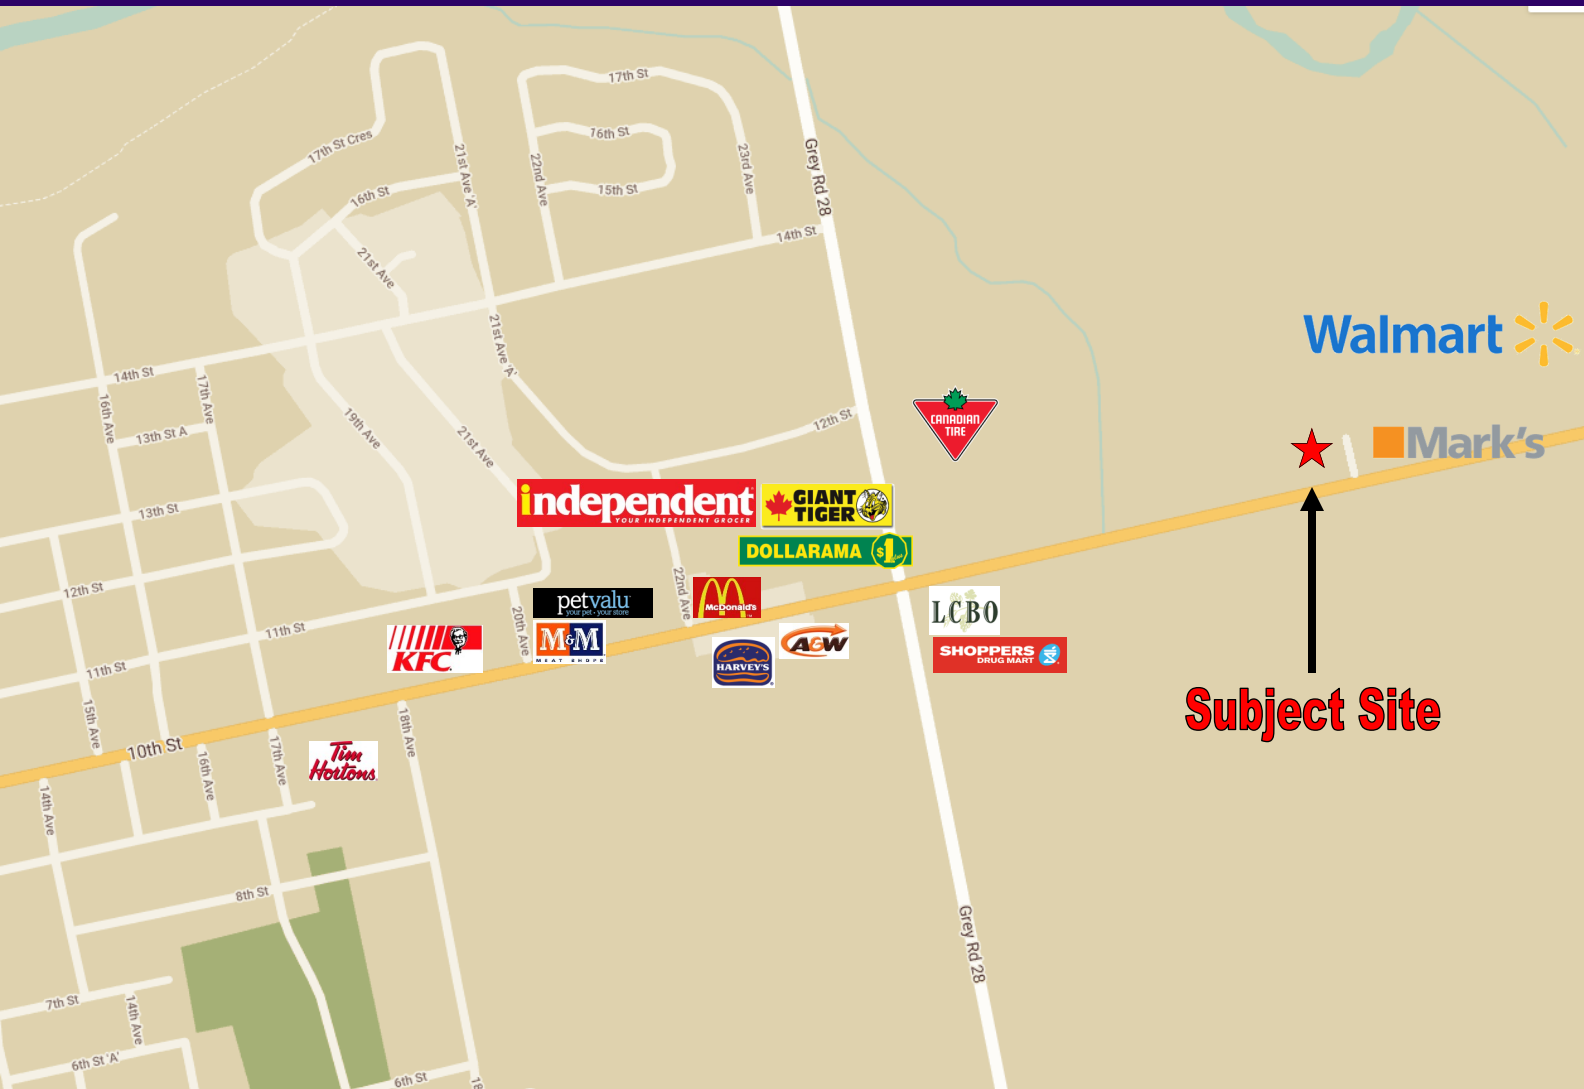 17th St
16th St
15th St
17th St Cres
16th St
21st Ave 'A'
22nd Ave
23rd Ave
Grey Rd 28
14th St
21st Ave
21st Ave 'A'
Walmart
14th St
17th Ave
16th Ave
13th St A
19th Ave
21st Ave
12th St
CANADIAN
TIRE
Mark's
independent
YOUR INDEPENDENT GROCER
GIANT
TIGER
13th St
DOLLARAMA $1
12th St
22nd Ave
petvalu
your pet • your store
McDonald's
LCBO
11th St
20th Ave
KFC
M&M
MEAT SHOPS
HARVEY'S
A&W
SHOPPERS
DRUG MART
11th St
15th Ave
10th St
18th Ave
Subject Site
16th Ave
17th Ave
Tim
Hortons
14th Ave
8th St
Grey Rd 28
7th St
14th Ave
6th St 'A'
6th St
18